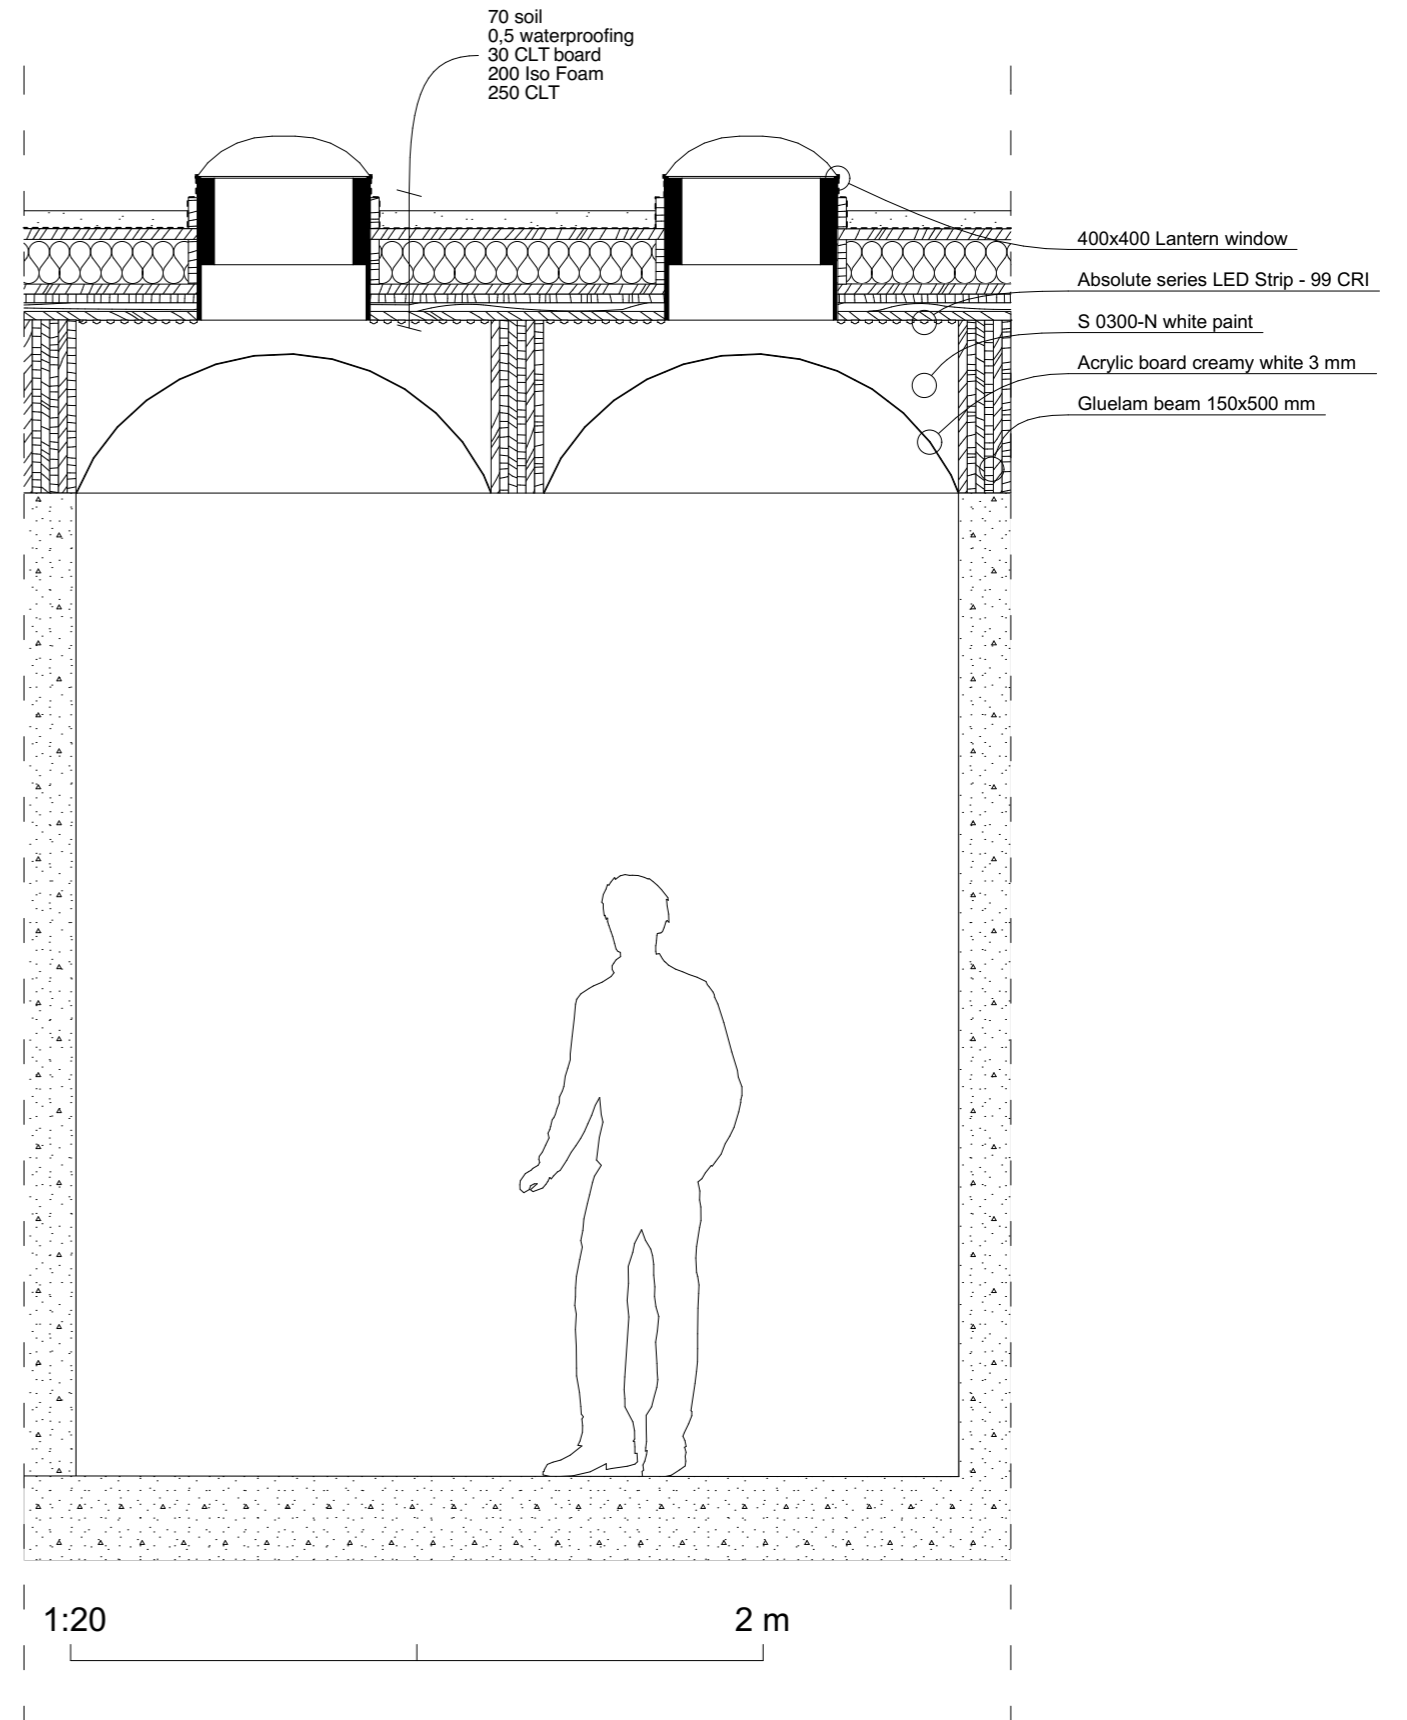 70 soil
0,5 waterproofing
30 CLT board
200 Iso Foam
250 CLT
400x400 Lantern window
Absolute series LED Strip - 99 CRI
S 0300-N white paint
Acrylic board creamy white 3 mm
Gluelam beam 150x500 mm
1:20
2 m